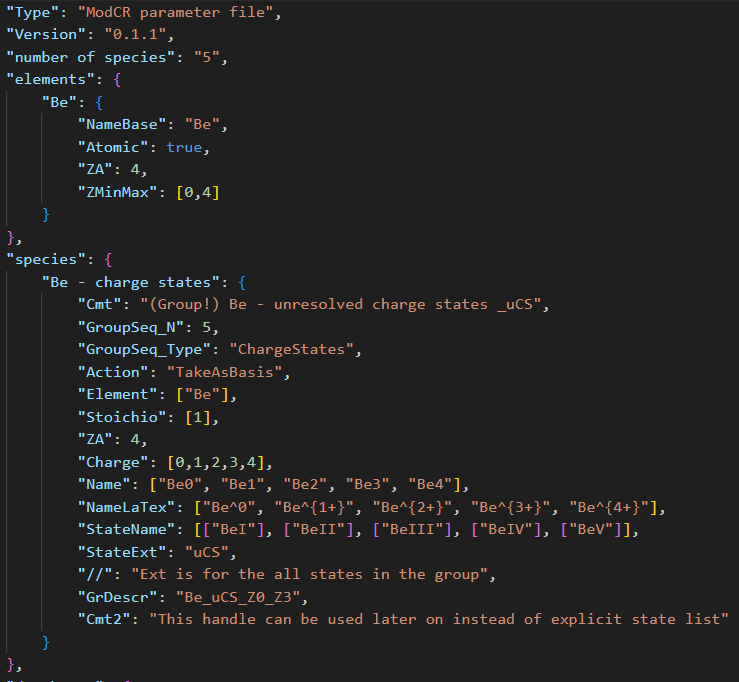 "Type": "ModCR parameter file",
"Version": "0.1.1",
"number of species": "5",
"elements": {
"Be": {
"NameBase": "Be",
"Atomic": true,
"ZA": 4,
"ZMinMax": [0,4]
}
},
"species": {
"Be - charge states": {
"Cmt": "(Group!) Be - unresolved charge states _uCS",
"GroupSeq_N": 5,
"GroupSeq_Type": "ChargeStates",
"Action": "TakeAsBasis",
"Element": ["Be"],
"Stoichio": [1],
"ZA": 4,
"Charge": [0,1,2,3,4],
"Name": ["Be0", "Be1", "Be2", "Be3", "Be4"],
"NameLaTex": ["Be^0", "Be^{1+}", "Be^{2+}", "Be^{3+}", "Be^{4+}"],
"StateName": [["BeI"], ["BeII"], ["BeIII"], ["BeIV"], ["BeV"]],
"StateExt": "uCS",
"//": "Ext is for the all states in the group",
"GrDescr": "Be_uCS_Z0_Z3",
"Cmt2": "This handle can be used later on instead of explicit state list"
}
},